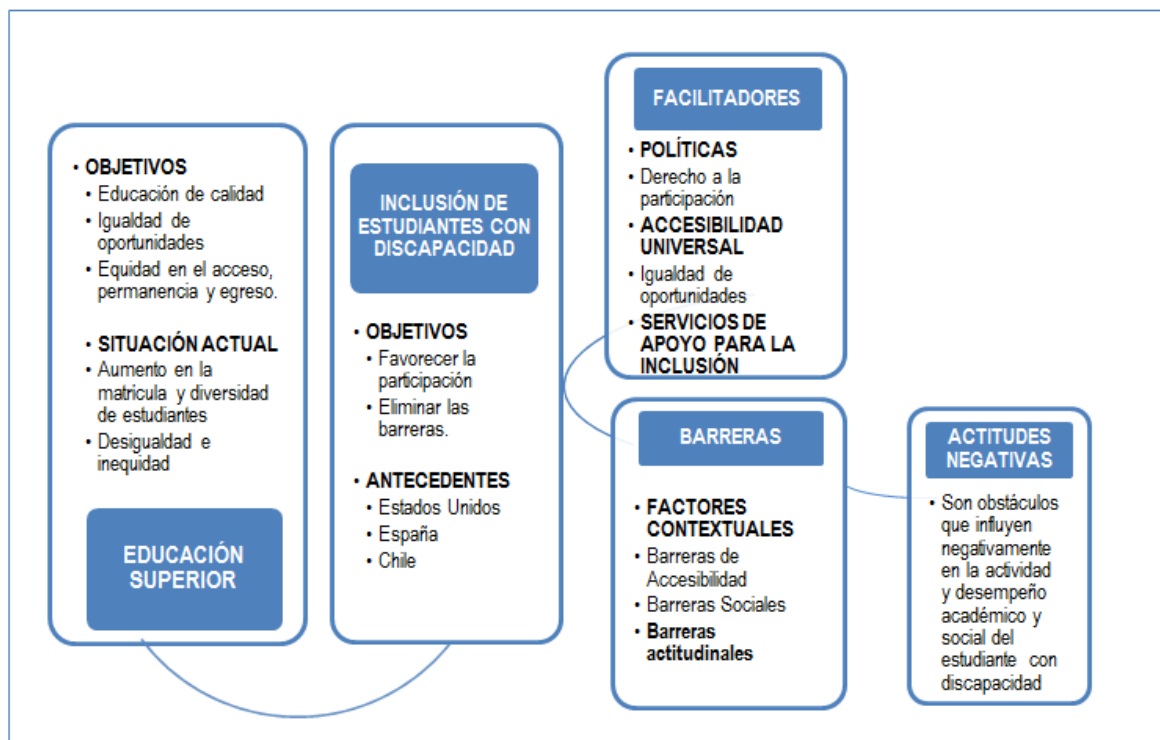 • OBJETIVOS
• Educación de calidad
• Igualdad de
oportunidades
• Equidad en el acceso,
permanencia y egreso.
• SITUACIÓN ACTUAL
• Aumento en la
matrícula y diversidad
de estudiantes
• Desigualdad e
inequidad
EDUCACIÓN
SUPERIOR
INCLUSIÓN DE
ESTUDIANTES CON
DISCAPACIDAD
• OBJETIVOS
• Favorecer la
participación
• Eliminar las
barreras.
• ANTECEDENTES
• Estados Unidos
• España
• Chile
FACILITADORES
• POLÍTICAS
• Derecho a la
participación
• ACCESIBILIDAD
UNIVERSAL
• Igualdad de
oportunidades
• SERVICIOS DE
APOYO PARA LA
INCLUSIÓN
BARRERAS
• FACTORES
CONTEXTUALES
• Barreras de
Accesibilidad
• Barreras Sociales
• Barreras
actitudinales
ACTITUDES
NEGATIVAS
• Son obstáculos
que influyen
negativamente
en la actividad
y desempeño
académico y
social del
estudiante con
discapacidad